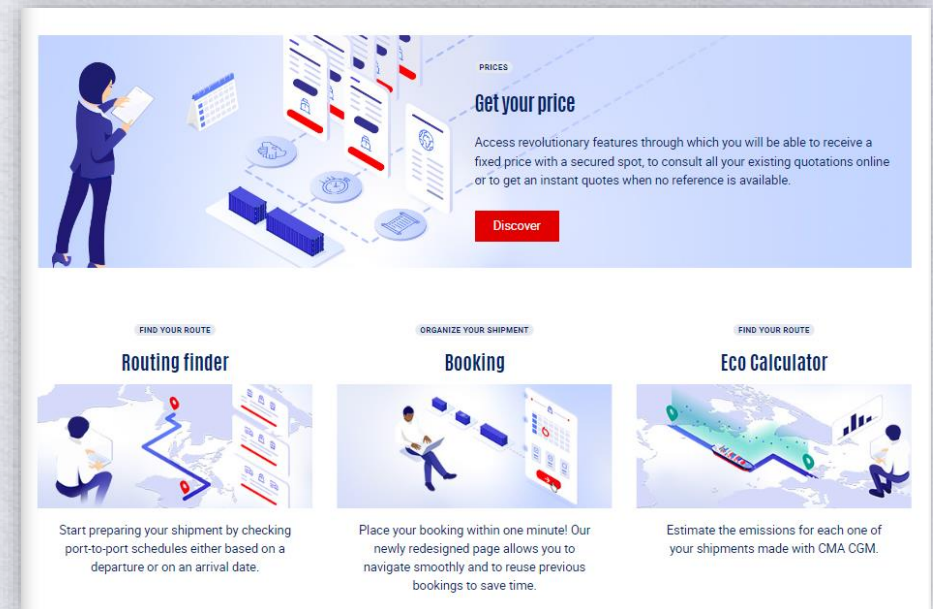 PRICES
Get your price
Access revolutionary features through which you will be able to receive a
fixed price with a secured spot, to consult all your existing quotations online
or to get an instant quotes when no reference is available.
Discover
FIND YOUR ROUTE
Routing finder
Start preparing your shipment by checking
port-to-port schedules either based on a
departure or on an arrival date.
ORGANIZE YOUR SHIPMENT
Booking
Place your booking within one minute! Our
newly redesigned page allows you to
navigate smoothly and to reuse previous
bookings to save time.
FIND YOUR ROUTE
Eco Calculator
Estimate the emissions for each one of
your shipments made with CMA CGM.